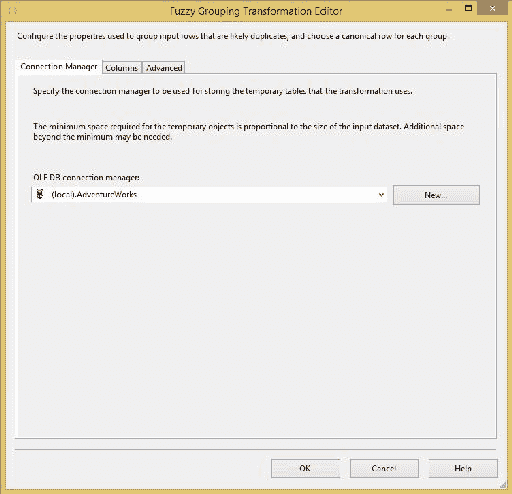 Fuzzy Grouping Transformation Editor
Configure the properties used to group input rows that are likely duplicates, and choose a canonical row for each group.
Connection Manager Columns Advanced
Specify the connection manager to be used for storing the temporary tables that the transformation uses.
The minimum space required for the temporary objects is proportional to the size of the input dataset. Additional space
beyond the minimum may be needed.
OLE DB connection manager:
(local).AdventureWorks
New...
OK Cancel Help